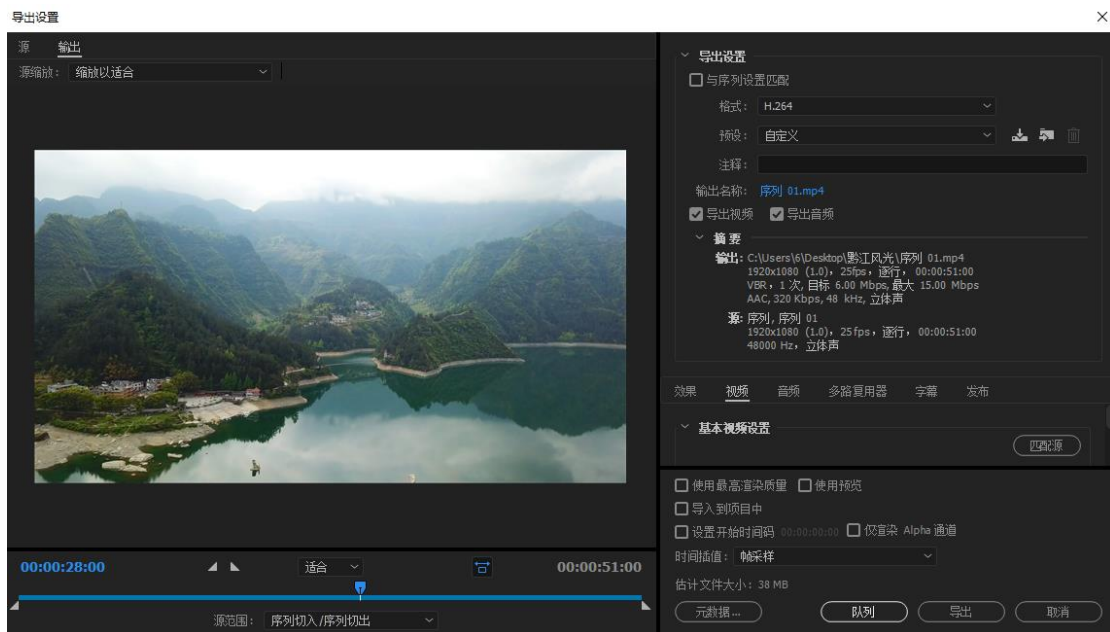 导出设置
源 输出
源缩放： 缩放以适合
00:00:28:00 适合 00:00:51:00
源范围： 序列切入/序列切出
导出设置
与序列设置匹配
格式： H.264
预设： 自定义
注释：
输出名称： 序列 01.mp4
导出视频 导出音频
摘要
输出: C:\Users\6\Desktop\黔江风光\序列 01.mp4
1920x1080 (1.0)，25fps，逐行，00:00:51:00
VBR，1 次, 目标 6.00 Mbps, 最大 15.00 Mbps
AAC, 320 Kbps, 48 kHz, 立体声
源: 序列, 序列 01
1920x1080 (1.0)，25fps，逐行，00:00:51:00
48000 Hz，立体声
效果 视频 音频 多路复用器 字幕 发布
基本视频设置
匹配源
使用最高渲染质量 使用预览
导入到项目中
设置开始时间码 00:00:00:00 仅渲染 Alpha 通道
时间插值： 帧采样
估计文件大小：38 MB
元数据... 队列 导出 取消